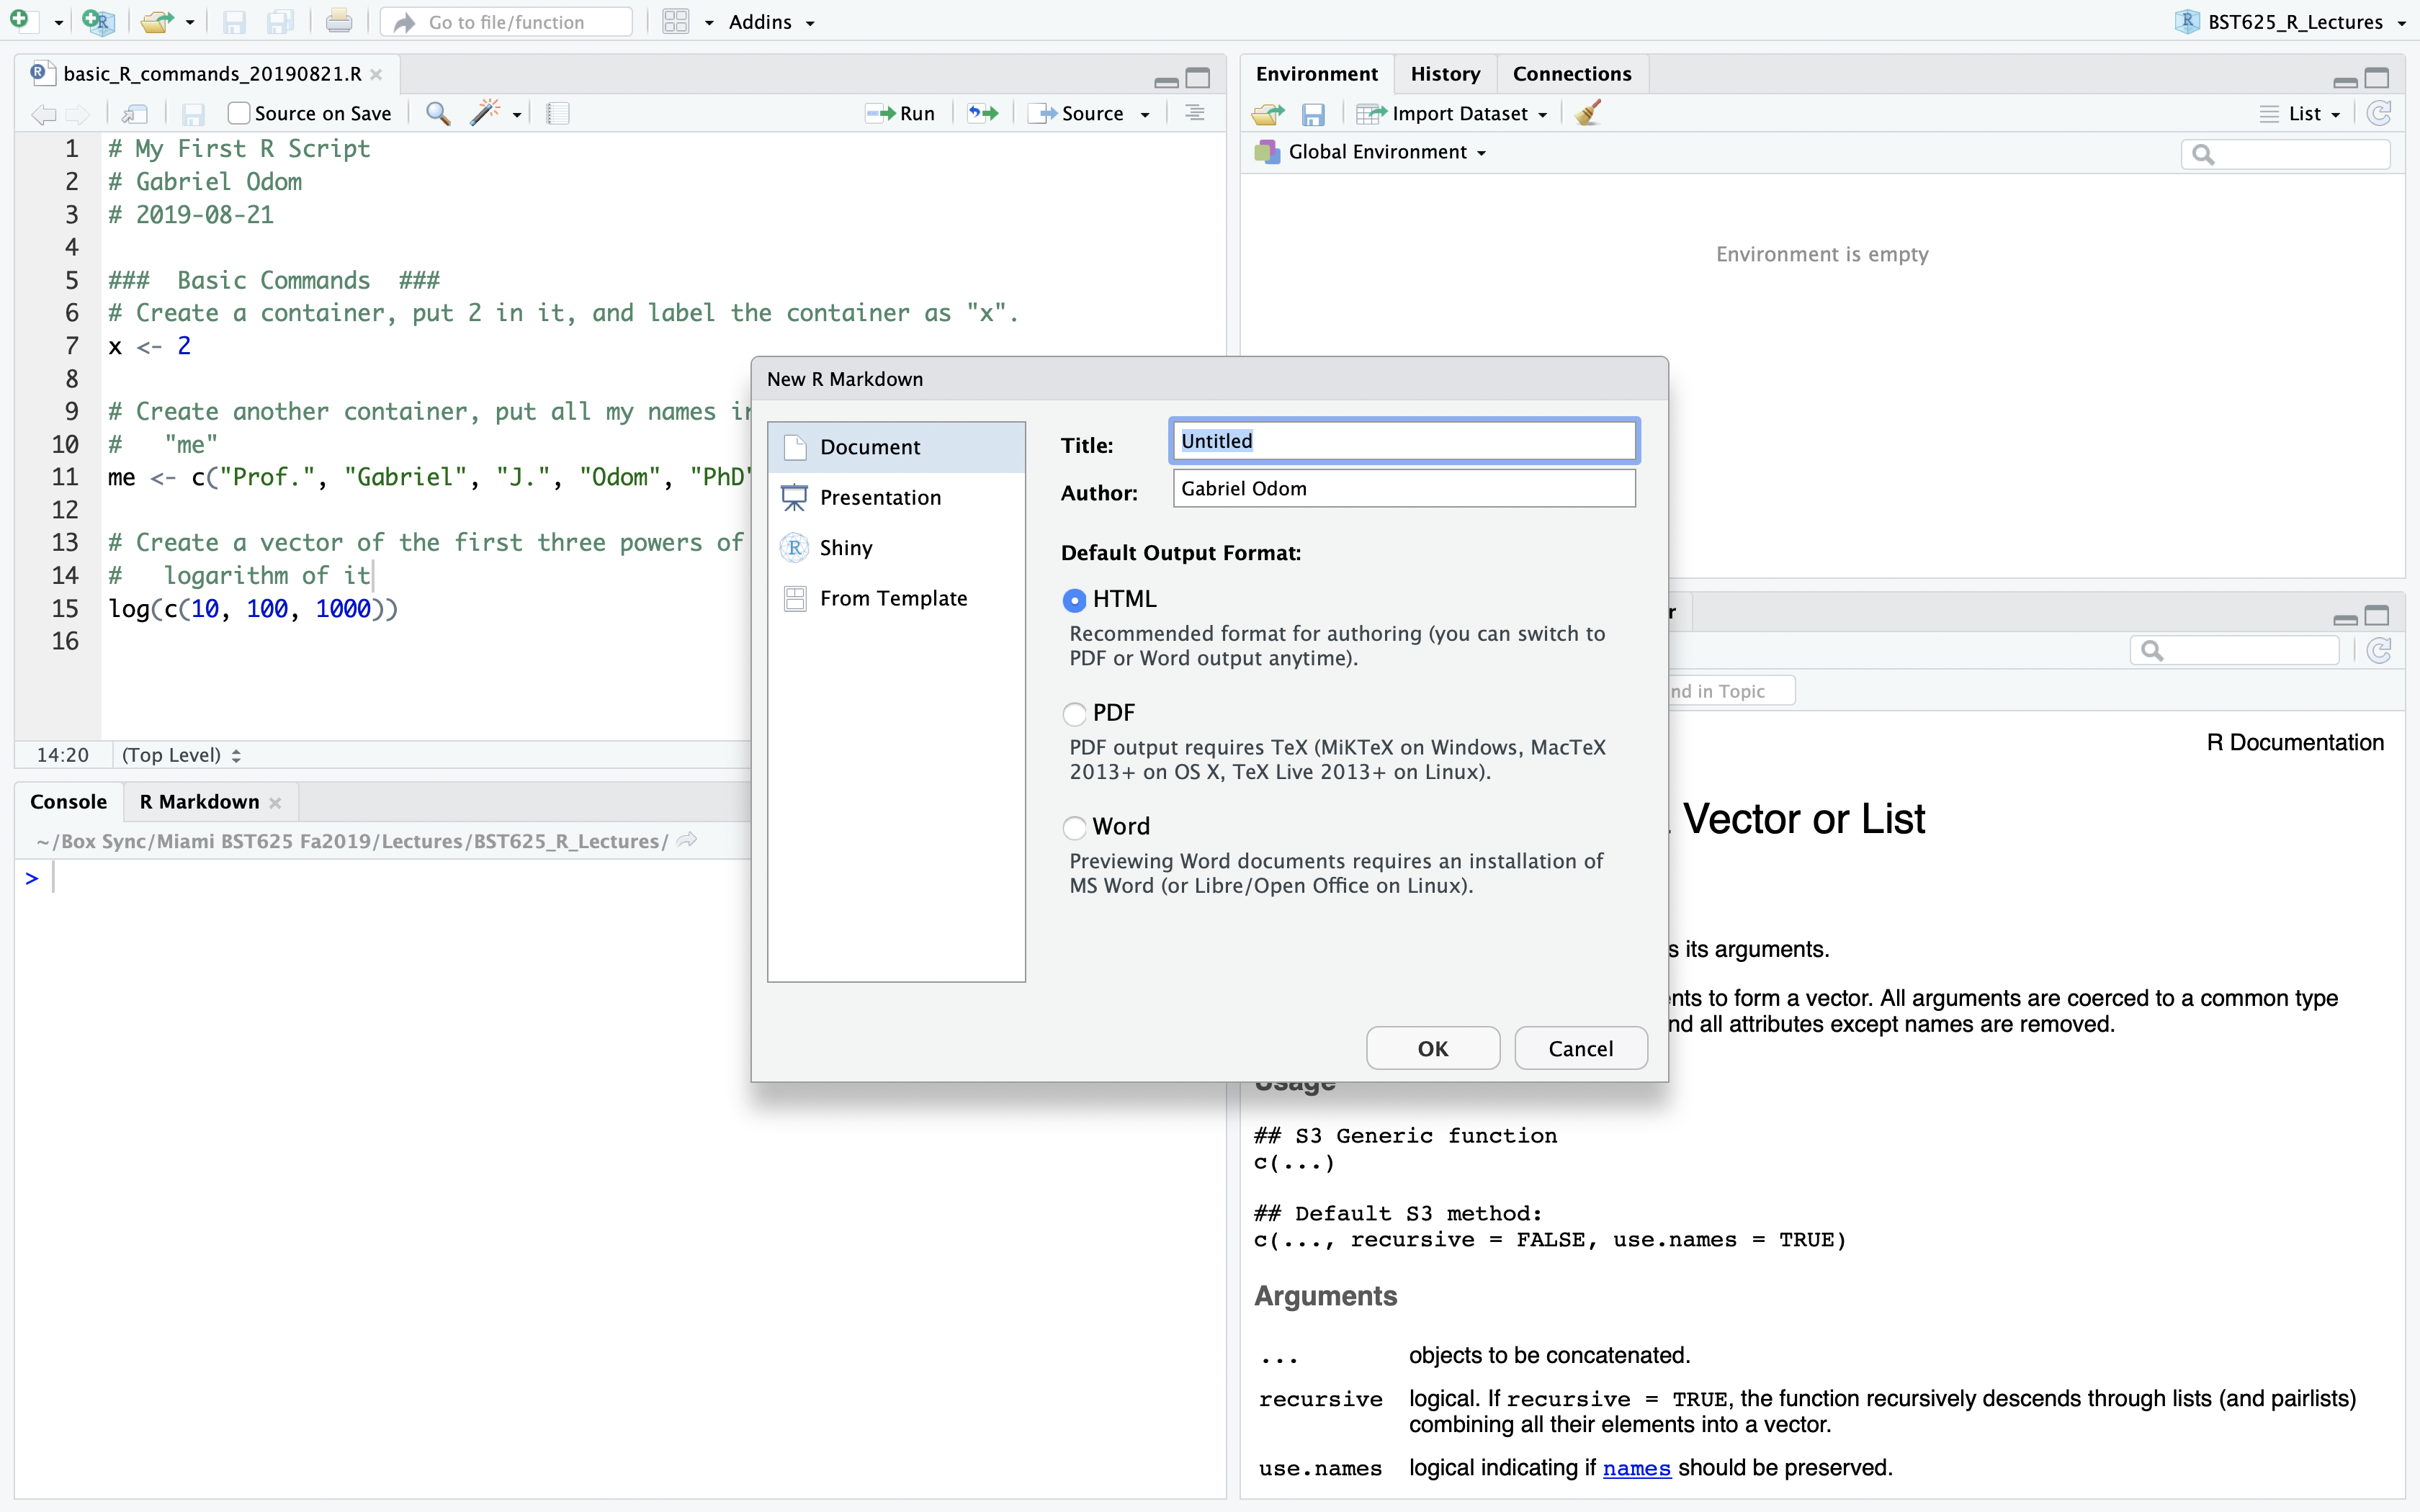 Go to file/function
Addins
BST625_R_Lectures
basic_R_commands_20190821.R
Source on Save
Run
Source
1 # My First R Script
2 # Gabriel Odom
3 # 2019-08-21
4
5 ###  Basic Commands  ###
6 # Create a container, put 2 in it, and label the container as "x".
7 x <- 2
8
9 # Create another container, put all my names
10 #   "me"
11 me <- c("Prof.", "Gabriel", "J.", "Odom", "PhD"
12
13 # Create a vector of the first three powers of
14 #   logarithm of it
15 log(c(10, 100, 1000))
16
14:20 (Top Level)
Console R Markdown
~/Box Sync/Miami BST625 Fa2019/Lectures/BST625_R_Lectures/
>
Environment History Connections
Import Dataset
List
Global Environment
Environment is empty
New R Markdown
Document
Presentation
Shiny
From Template
Title: Untitled
Author: Gabriel Odom
Default Output Format:
HTML
Recommended format for authoring (you can switch to
PDF or Word output anytime).
PDF
PDF output requires TeX (MiKTeX on Windows, MacTeX
2013+ on OS X, TeX Live 2013+ on Linux).
Word
Previewing Word documents requires an installation of
MS Word (or Libre/Open Office on Linux).
OK Cancel
in Topic
R Documentation
Vector or List
its arguments.
to form a vector. All arguments are coerced to a common type
all attributes except names are removed.
Usage
## S3 Generic function
c(...)
## Default S3 method:
c(..., recursive = FALSE, use.names = TRUE)
Arguments
... objects to be concatenated.
recursive logical. If recursive = TRUE, the function recursively descends through lists (and pairlists)
combining all their elements into a vector.
use.names logical indicating if names should be preserved.